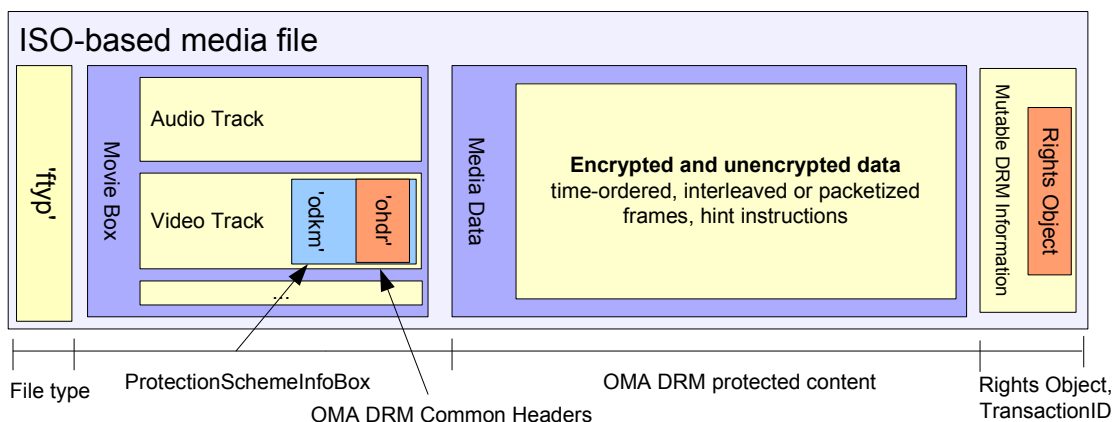 ISO-based media file
'ftyp'
Movie Box
Audio Track
Video Track
'odkm'
'ohdr'
...
Media Data
Encrypted and unencrypted data
time-ordered, interleaved or packetized
frames, hint instructions
Mutable DRM Information
Rights Object
File type
ProtectionSchemeInfoBox
OMA DRM Common Headers
OMA DRM protected content
Rights Object,
TransactionID